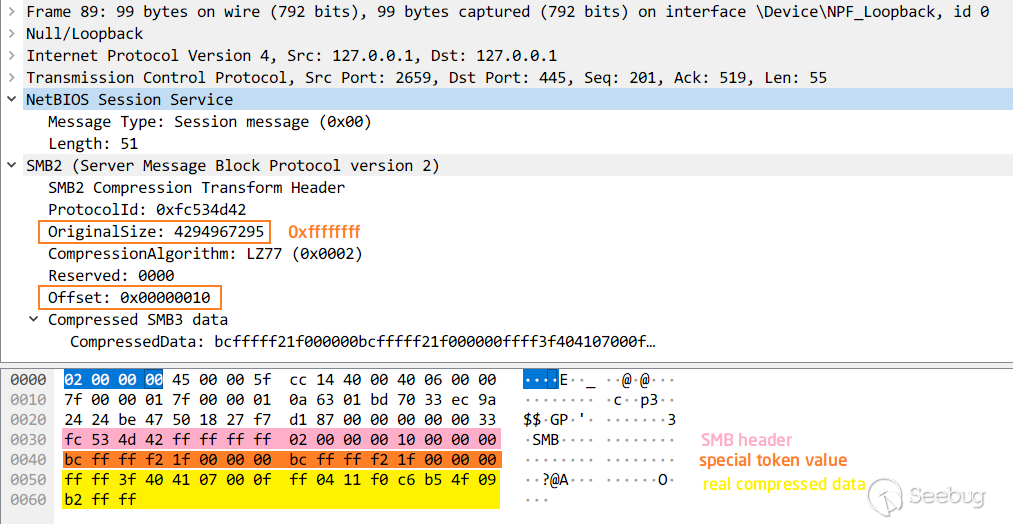 Frame 89: 99 bytes on wire (792 bits), 99 bytes captured (792 bits) on interface \Device\NPF_Loopback, id 0
Null/Loopback
Internet Protocol Version 4, Src: 127.0.0.1, Dst: 127.0.0.1
Transmission Control Protocol, Src Port: 2659, Dst Port: 445, Seq: 201, Ack: 519, Len: 55
NetBIOS Session Service
Message Type: Session message (0x00)
Length: 51
SMB2 (Server Message Block Protocol version 2)
SMB2 Compression Transform Header
ProtocolId: 0xfc534d42
OriginalSize: 4294967295 0xffffffff
CompressionAlgorithm: LZ77 (0x0002)
Reserved: 0000
Offset: 0x00000010
Compressed SMB3 data
CompressedData: bcfffff21f000000bcfffff21f000000ffff3f404107000f…
0000 02 00 00 00 45 00 00 5f cc 14 40 00 40 06 00 00 ····E··_ ··@·@···
0010 7f 00 00 01 7f 00 00 01 0a 63 01 bd 70 33 ec 9a ········ ·c··p3··
0020 24 24 be 47 50 18 27 f7 d1 87 00 00 00 00 00 33 $$·GP·'· ·······3
0030 fc 53 4d 42 ff ff ff ff 02 00 00 00 10 00 00 00 ·SMB···· ········ SMB header
0040 bc ff ff f2 1f 00 00 00 bc ff ff f2 1f 00 00 00 ········ ········ special token value
0050 ff ff 3f 40 41 07 00 0f ff 04 11 f0 c6 b5 4f 09 ··?@A··· ······O· real compressed data
0060 b2 ff ff ···
Seebug